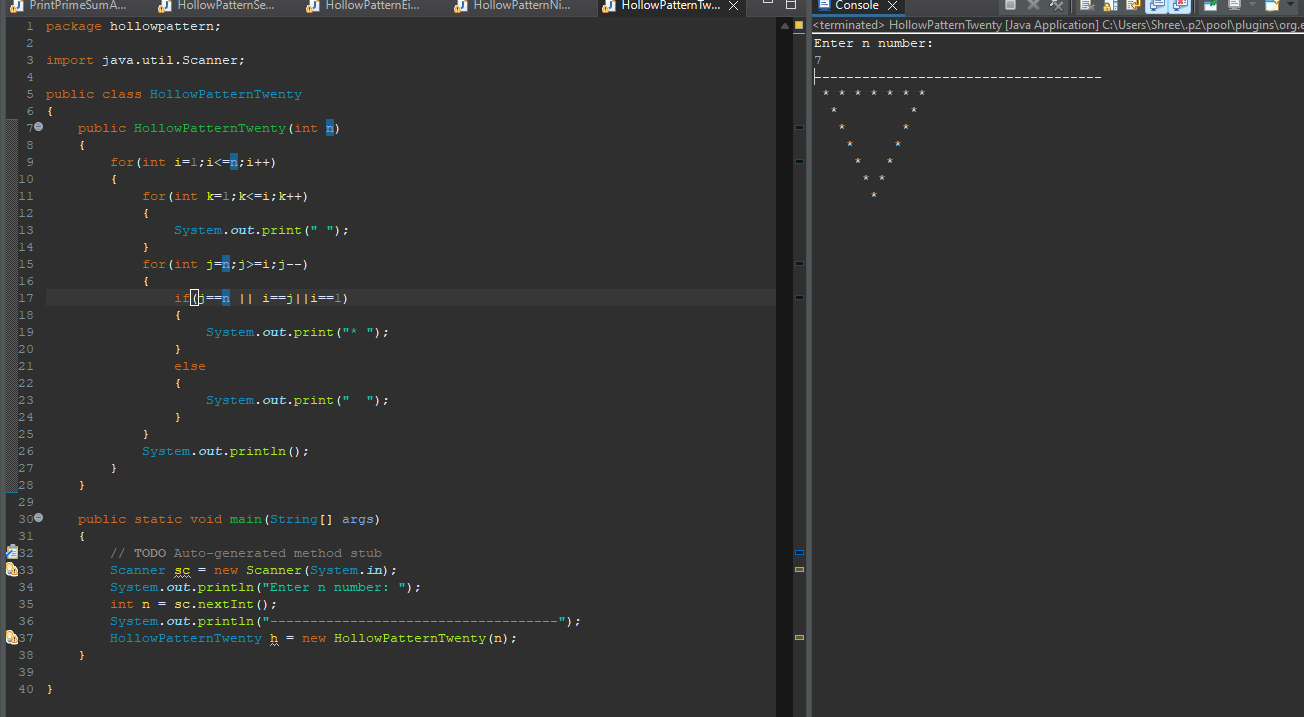 PrintPrimeSumA... HollowPatternSe... HollowPatternEi... HollowPatternNi... HollowPatternTw...
1 package hollowpattern;
2
3 import java.util.Scanner;
4
5 public class HollowPatternTwenty
6 {
7     public HollowPatternTwenty(int n)
8     {
9         for(int i=1;i<=n;i++)
10         {
11             for(int k=1;k<=i;k++)
12             {
13                 System.out.print(" ");
14             }
15             for(int j=n;j>=i;j--)
16             {
17                 if(j==n || i==j||i==1)
18                 {
19                     System.out.print("* ");
20                 }
21                 else
22                 {
23                     System.out.print("  ");
24                 }
25             }
26             System.out.println();
27         }
28     }
29
30     public static void main(String[] args)
31     {
32         // TODO Auto-generated method stub
33         Scanner sc = new Scanner(System.in);
34         System.out.println("Enter n number: ");
35         int n = sc.nextInt();
36         System.out.println("------------------------------------");
37         HollowPatternTwenty h = new HollowPatternTwenty(n);
38     }
39
40 }
Console
<terminated> HollowPatternTwenty [Java Application] C:\Users\Shree\.p2\pool\plugins\org.e
Enter n number:
7
------------------------------------
 * * * * * * *
  *         *
   *       *
    *     *
     *   *
      * *
       *